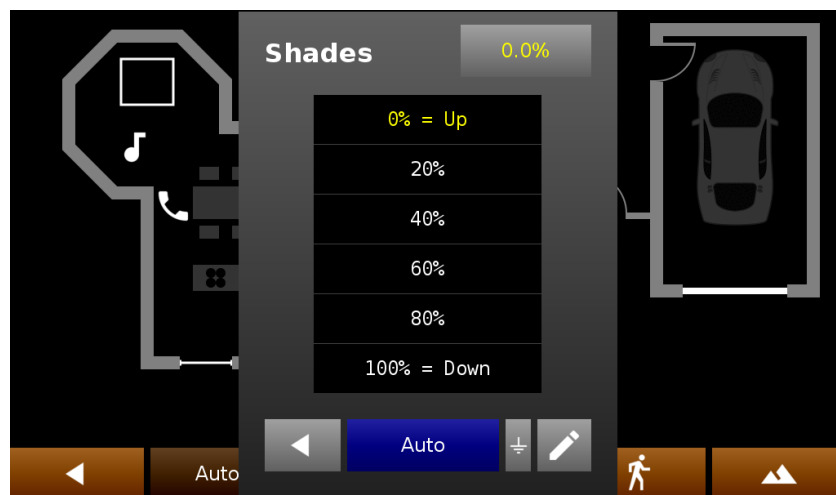 Shades
0.0%
0% = Up
20%
40%
60%
80%
100% = Down
Auto
Auto